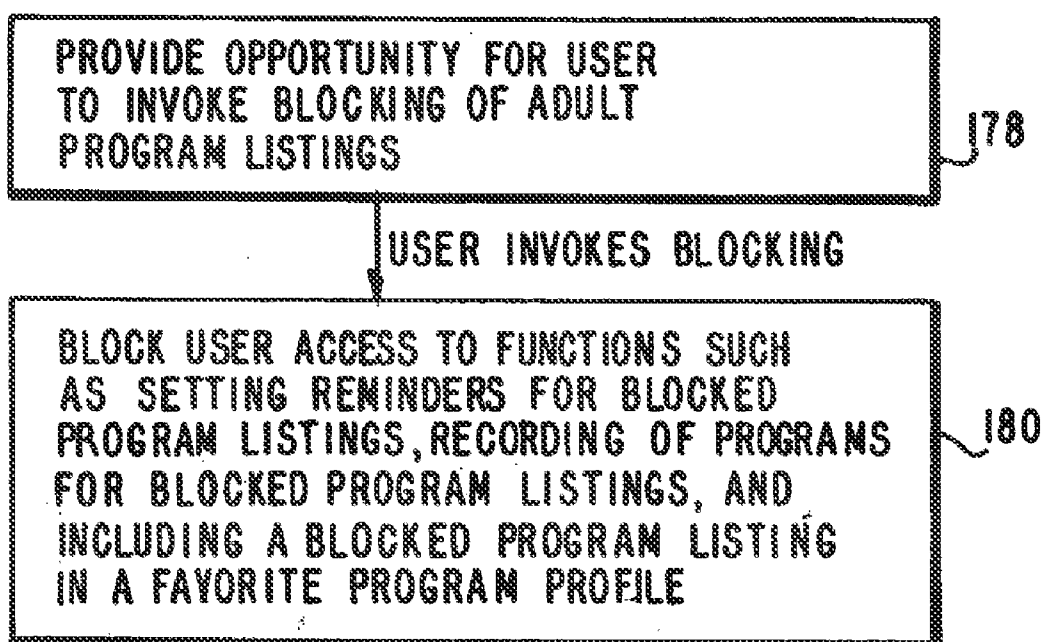 PROVIDE OPPORTUNITY FOR USER
TO INVOKE BLOCKING OF ADULT
PROGRAM LISTINGS
178
USER INVOKES BLOCKING
BLOCK USER ACCESS TO FUNCTIONS SUCH
AS SETTING REMINDERS FOR BLOCKED
PROGRAM LISTINGS, RECORDING OF PROGRAMS
FOR BLOCKED PROGRAM LISTINGS, AND
INCLUDING A BLOCKED PROGRAM LISTING
IN A FAVORITE PROGRAM PROFILE
180